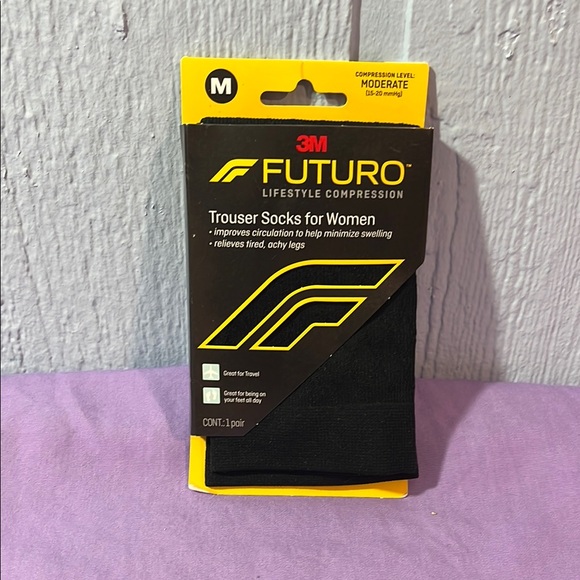 M
COMPRESSION LEVEL:
MODERATE
(15-20 mmHg)
3M
FUTURO™
LIFESTYLE COMPRESSION
Trouser Socks for Women
• improves circulation to help minimize swelling
• relieves tired, achy legs
Great for Travel
Great for being on
your feet all day
CONT.: 1 pair